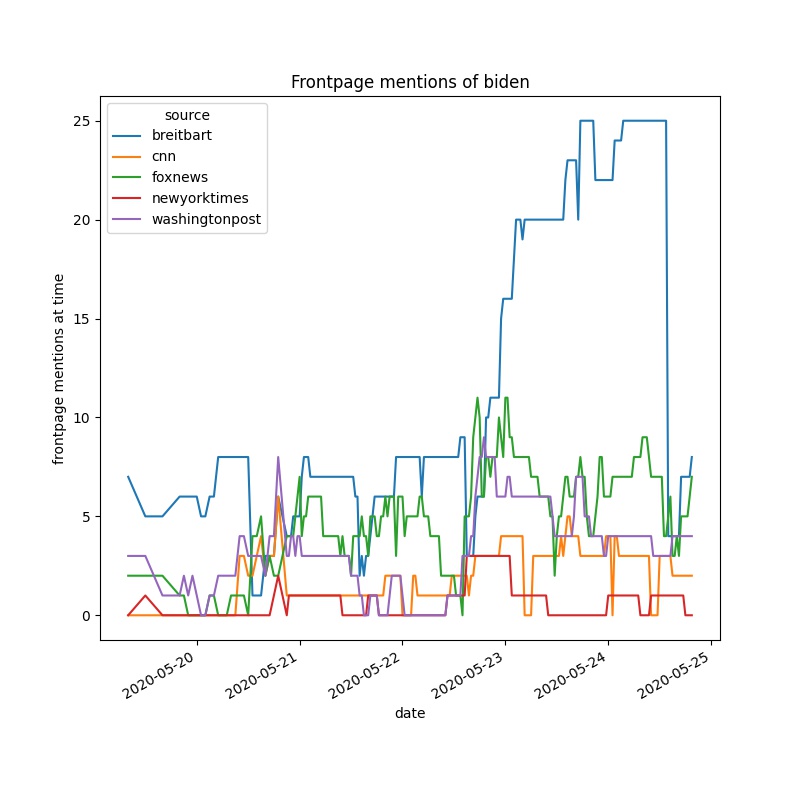 Frontpage mentions of biden
source
breitbart
cnn
foxnews
newyorktimes
washingtonpost
frontpage mentions at time
25
20
15
10
5
0
2020-05-20
2020-05-21
2020-05-22
2020-05-23
2020-05-24
2020-05-25
date